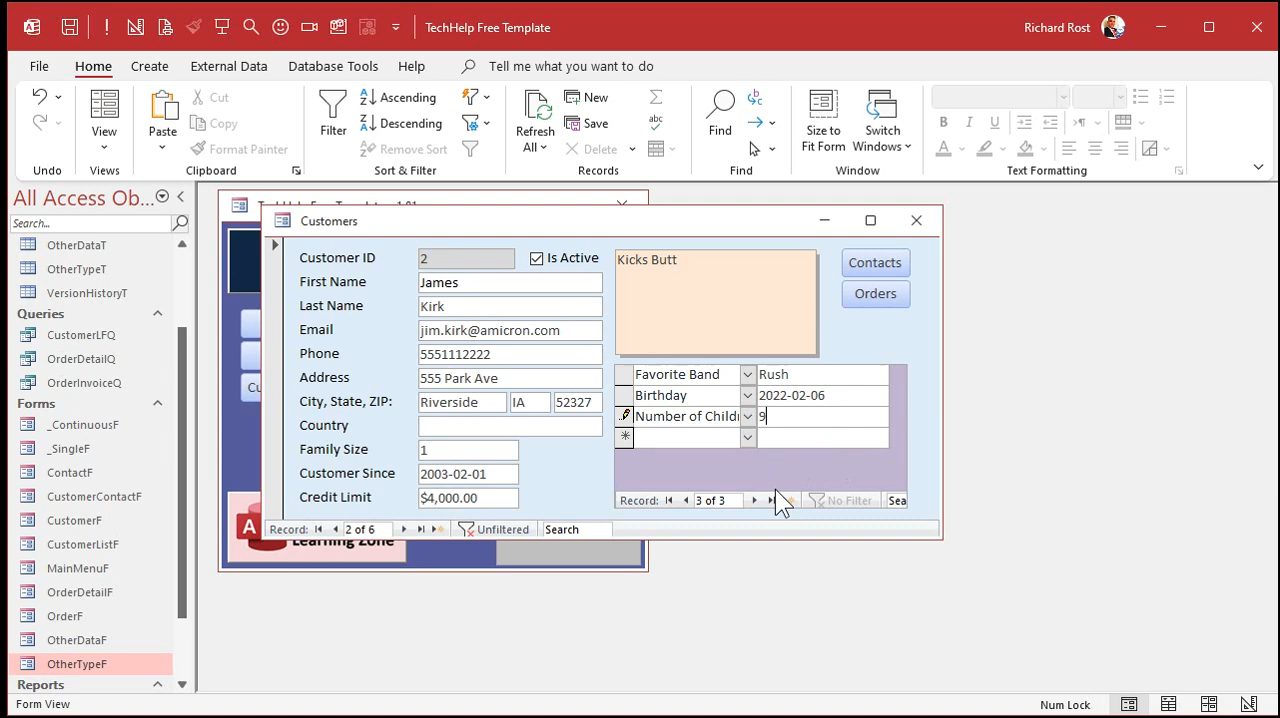 TechHelp Free Template
Richard Rost
File Home Create External Data Database Tools Help Tell me what you want to do
View
Views
Undo
Paste
Cut
Copy
Format Painter
Clipboard
Filter
Ascending
Descending
Remove Sort
Sort & Filter
Refresh All
New
Save
Delete
Records
Find
Find
Size to Fit Form
Switch Windows
Window
Text Formatting
All Access Ob...
Search...
OtherDataT
OtherTypeT
VersionHistoryT
Queries
CustomerLFQ
OrderDetailQ
OrderInvoiceQ
Forms
_ContinuousF
_SingleF
ContactF
CustomerContactF
CustomerF
CustomerListF
MainMenuF
OrderDetailF
OrderF
OtherDataF
OtherTypeF
Reports
Customers
Customer ID 2 Is Active
First Name James
Last Name Kirk
Email jim.kirk@amicron.com
Phone 5551112222
Address 555 Park Ave
City, State, ZIP: Riverside IA 52327
Country
Family Size 1
Customer Since 2003-02-01
Credit Limit $4,000.00
Kicks Butt
Contacts
Orders
Favorite Band Rush
Birthday 2022-02-06
Number of Childr 9
Record: 3 of 3 No Filter Sea
Record: 2 of 6 Unfiltered Search
Cu
A Learning Zone
Form View
Num Lock